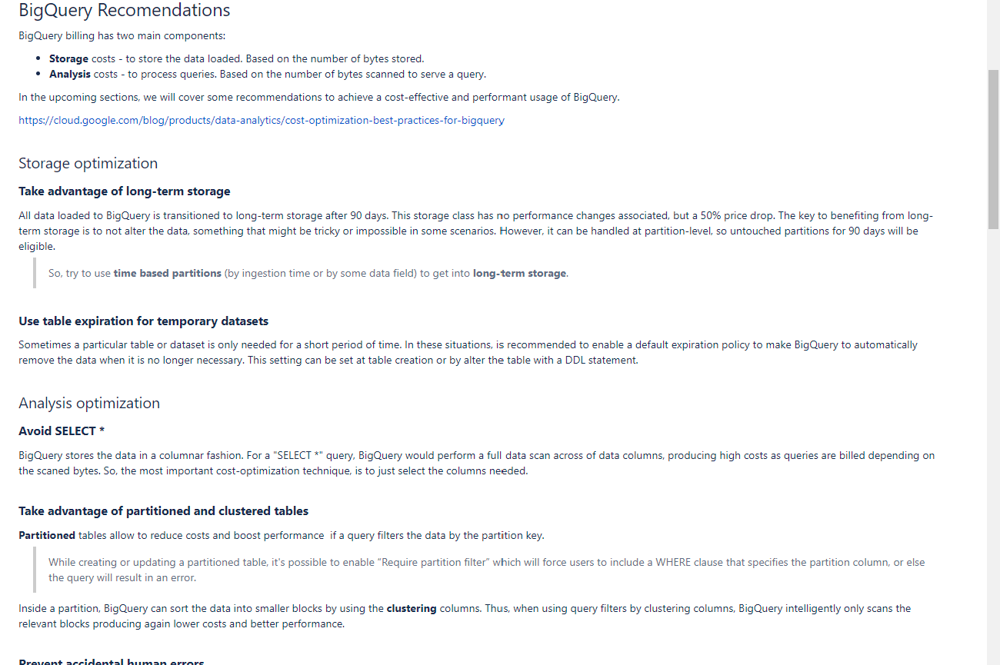 BigQuery Recomendations
BigQuery billing has two main components:
• Storage costs - to store the data loaded. Based on the number of bytes stored.
• Analysis costs - to process queries. Based on the number of bytes scanned to serve a query.
In the upcoming sections, we will cover some recommendations to achieve a cost-effective and performant usage of BigQuery.
https://cloud.google.com/blog/products/data-analytics/cost-optimization-best-practices-for-bigquery
Storage optimization
Take advantage of long-term storage
All data loaded to BigQuery is transitioned to long-term storage after 90 days. This storage class has no performance changes associated, but a 50% price drop. The key to benefiting from long-
term storage is to not alter the data, something that might be tricky or impossible in some scenarios. However, it can be handled at partition-level, so untouched partitions for 90 days will be
eligible.
So, try to use time based partitions (by ingestion time or by some data field) to get into long-term storage.
Use table expiration for temporary datasets
Sometimes a particular table or dataset is only needed for a short period of time. In these situations, is recommended to enable a default expiration policy to make BigQuery to automatically
remove the data when it is no longer necessary. This setting can be set at table creation or by alter the table with a DDL statement.
Analysis optimization
Avoid SELECT *
BigQuery stores the data in a columnar fashion. For a "SELECT *" query, BigQuery would perform a full data scan across of data columns, producing high costs as queries are billed depending on
the scaned bytes. So, the most important cost-optimization technique, is to just select the columns needed.
Take advantage of partitioned and clustered tables
Partitioned tables allow to reduce costs and boost performance  if a query filters the data by the partition key.
While creating or updating a partitioned table, it's possible to enable “Require partition filter” which will force users to include a WHERE clause that specifies the partition column, or else
the query will result in an error.
Inside a partition, BigQuery can sort the data into smaller blocks by using the clustering columns. Thus, when using query filters by clustering columns, BigQuery intelligently only scans the
relevant blocks producing again lower costs and better performance.
Prevent accidental human errors